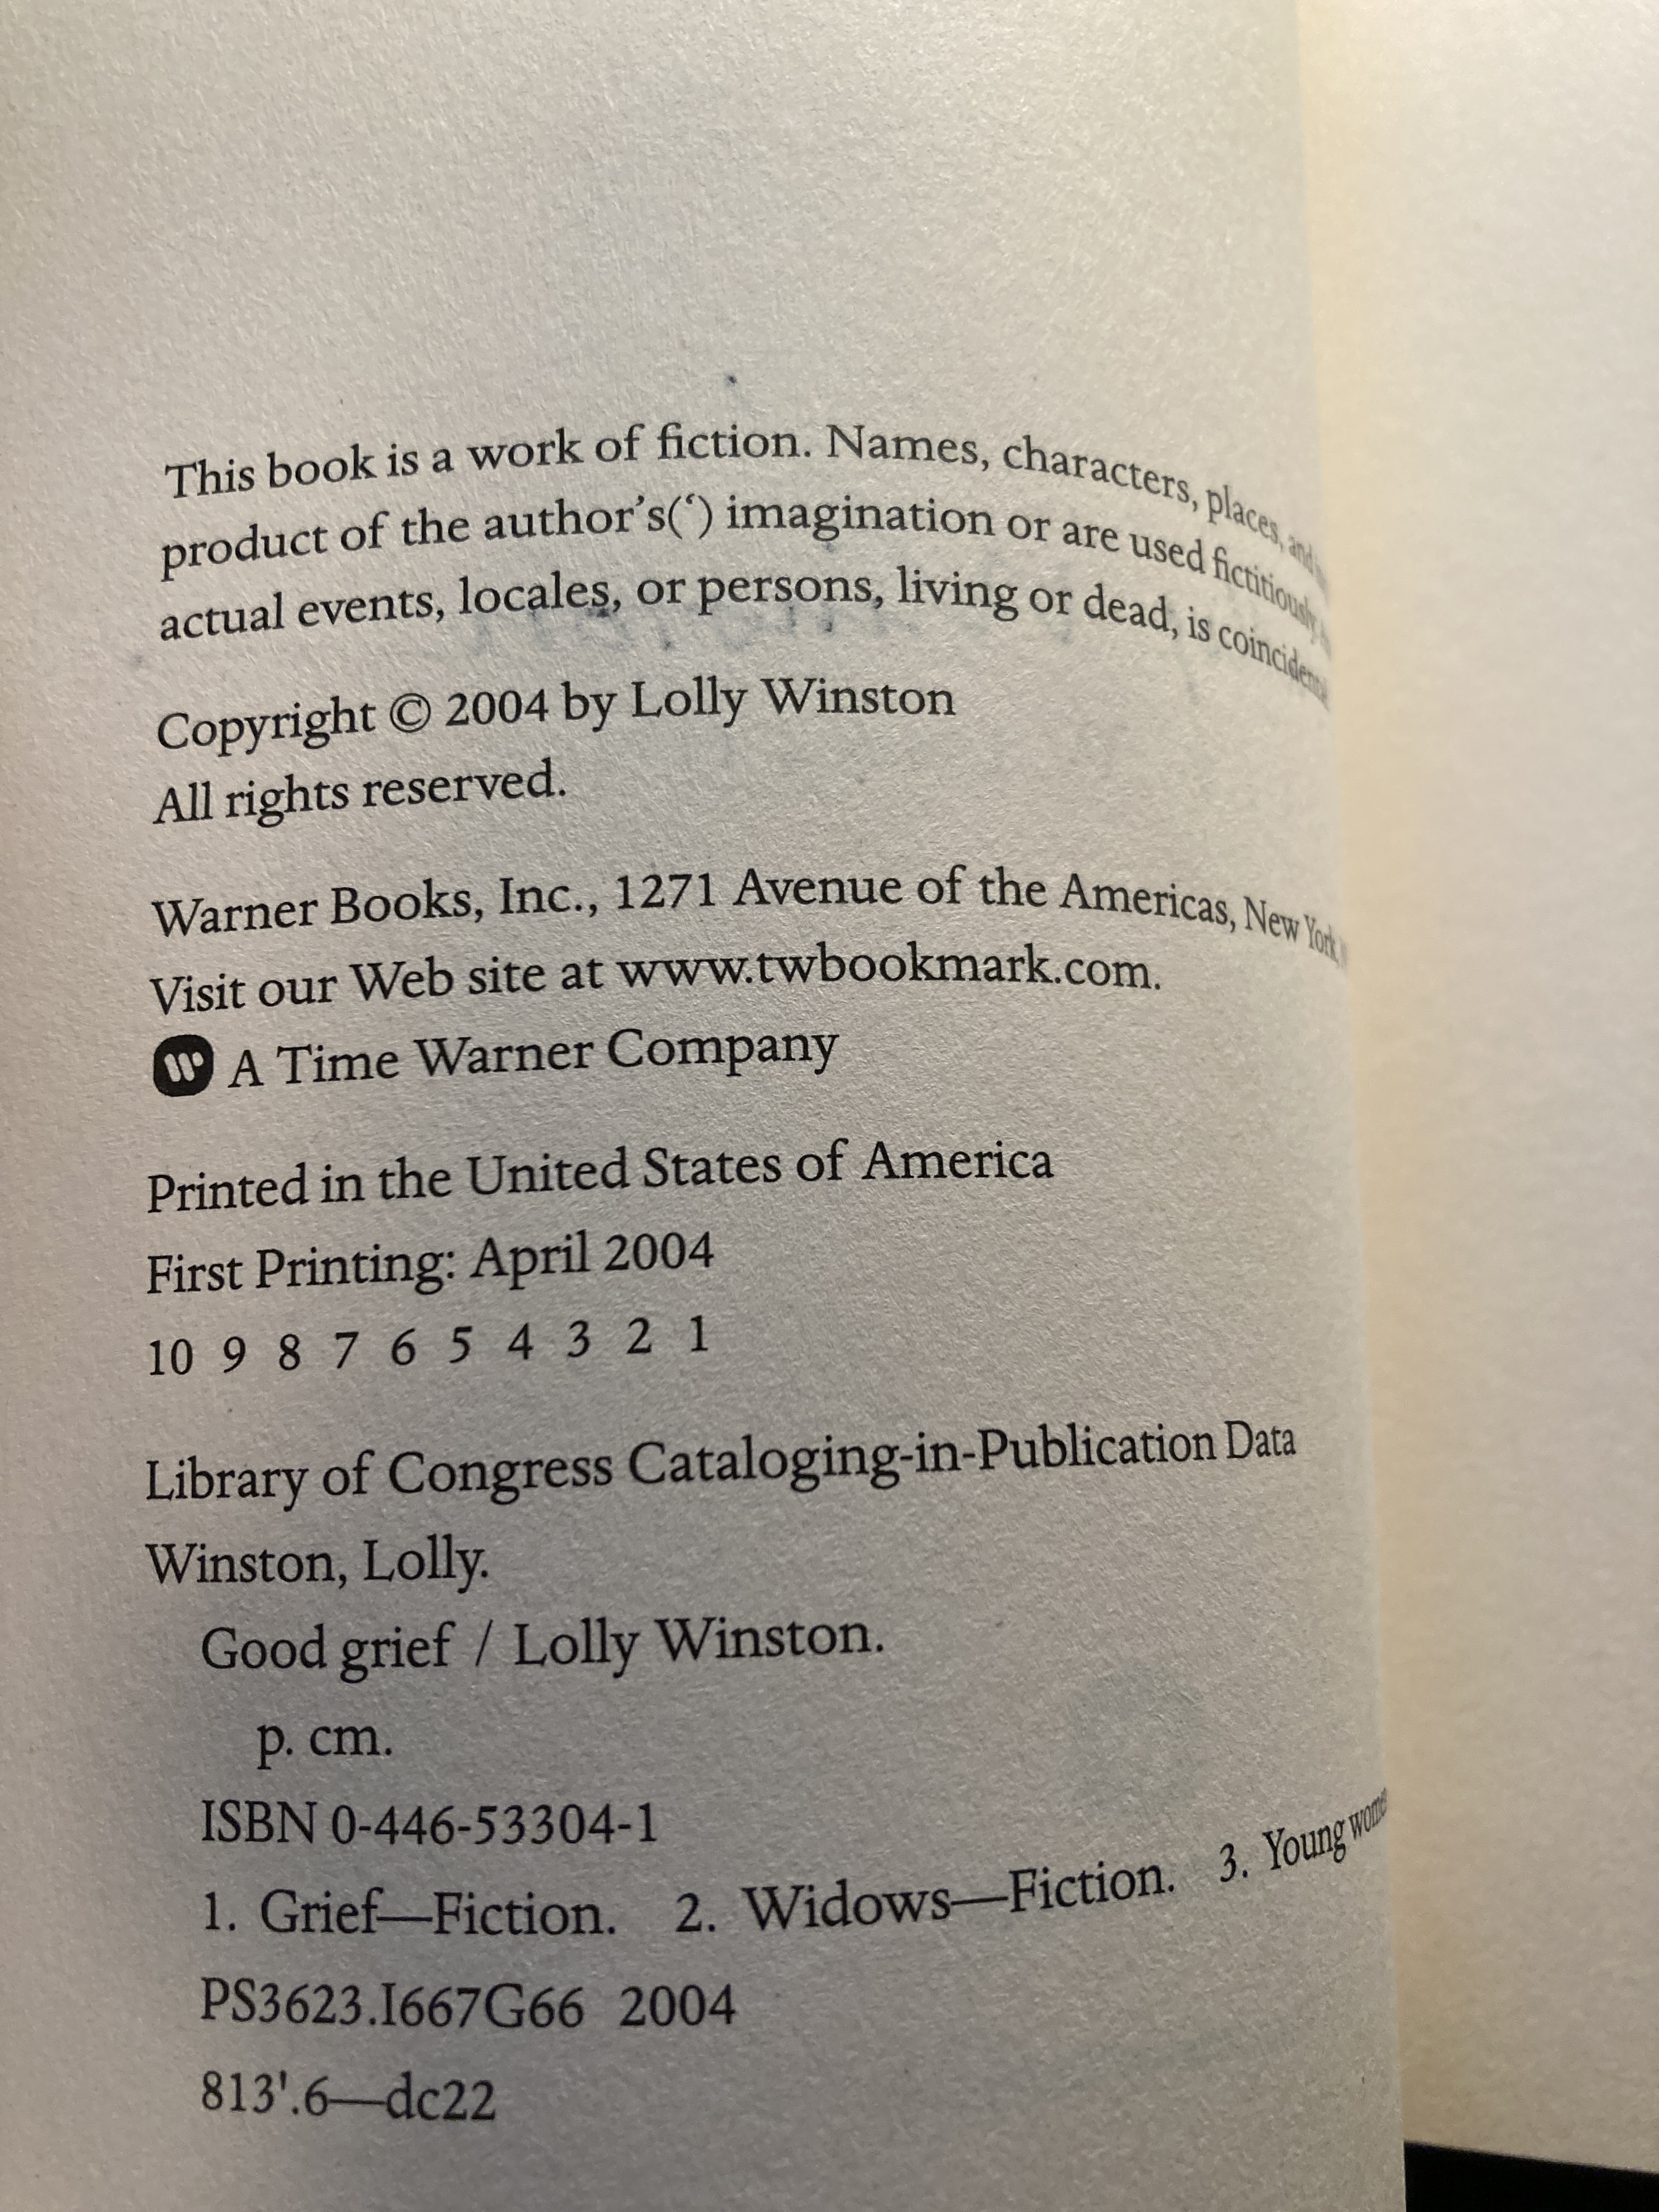 This book is a work of fiction. Names, characters, places, and
product of the author's(‘) imagination or are used fictitiously
actual events, locales, or persons, living or dead, is
Copyright © 2004 by Lolly Winston
All rights reserved.
Warner Books, Inc., 1271 Avenue of the Americas, New York
Visit our Web site at www.twbookmark.com.
A Time Warner Company
Printed in the United States of America
First Printing: April 2004
10 9 8 7 6 5 4 3 2 1
Library of Congress Cataloging-in-Publication Data
Winston, Lolly.
Good grief / Lolly Winston.
p. cm.
ISBN 0-446-53304-1
1. Grief—Fiction. 2. Widows—Fiction. 3. Young
PS3623.I667G66 2004
813'.6—dc22